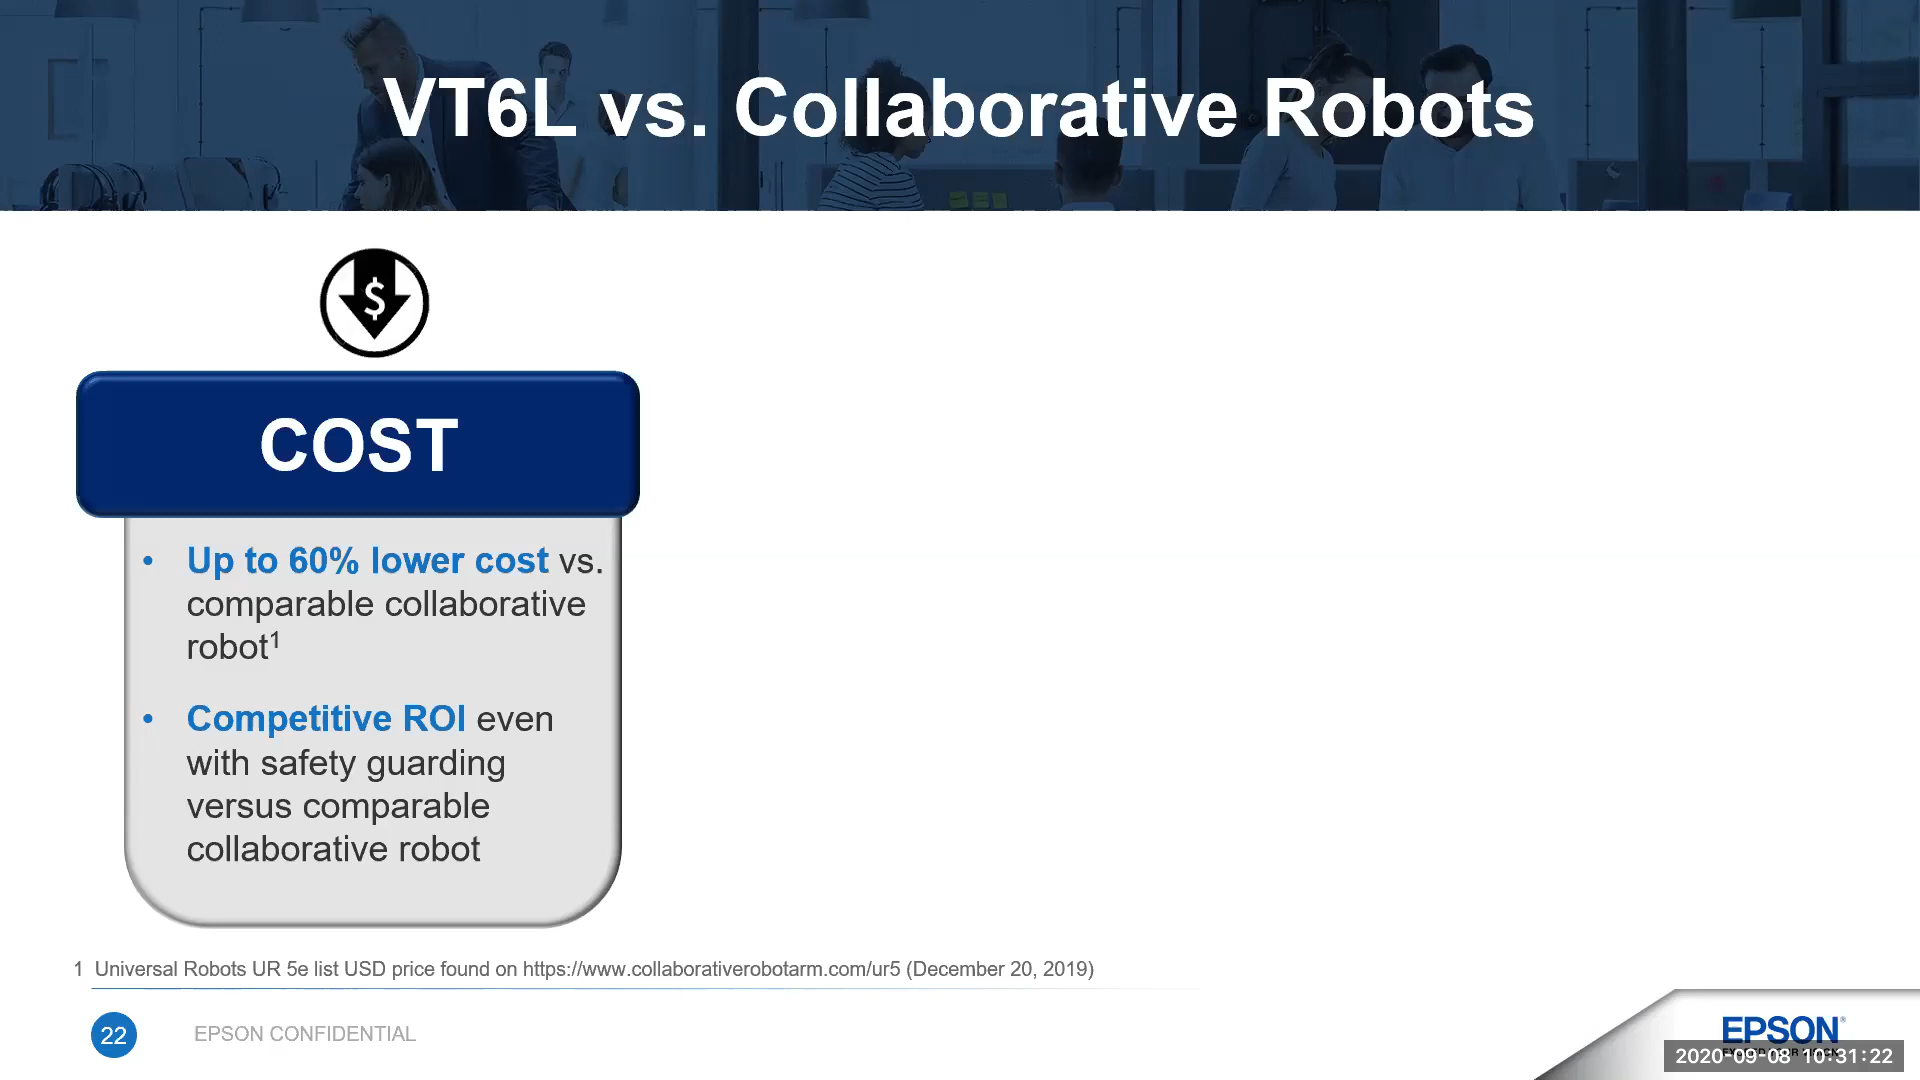 VT6L vs. Collaborative Robots
$
COST
• Up to 60% lower cost vs.
comparable collaborative
robot¹
• Competitive ROI even
with safety guarding
versus comparable
collaborative robot
1 Universal Robots UR 5e list USD price found on https://www.collaborativerobotarm.com/ur5 (December 20, 2019)
22
EPSON CONFIDENTIAL
EPSON®
2020-09-08 10:31:22